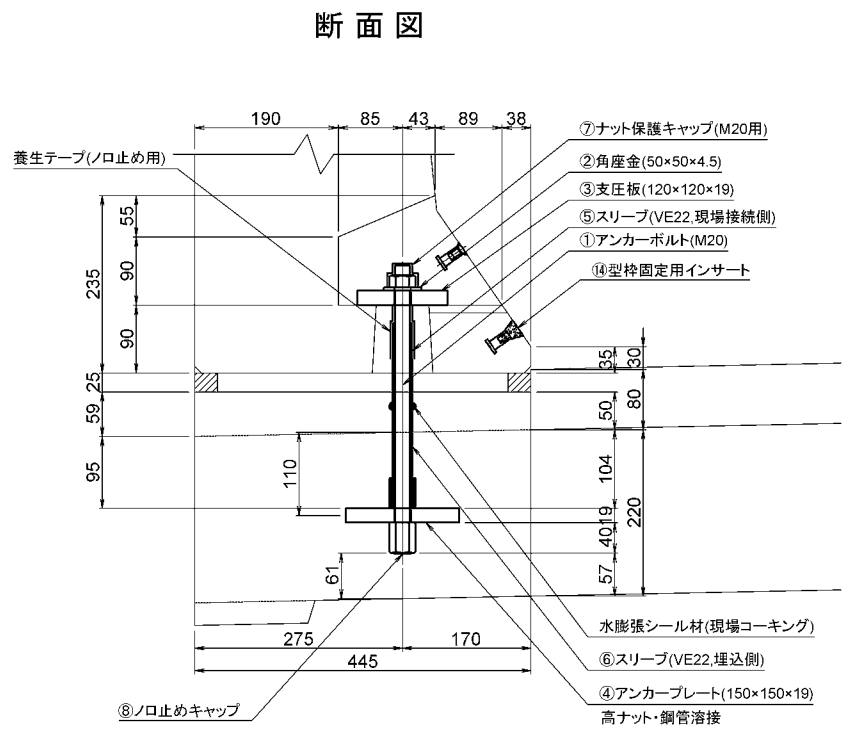 断面図
190
85
43
89
38
⑦ナット保護キャップ(M20用)
養生テープ(ノロ止め用)
②角座金(50×50×4.5)
③支圧板(120×120×19)
⑤スリーブ(VE22,現場接続側)
①アンカーボルト(M20)
⑭型枠固定用インサート
55
90
235
90
35
30
25
59
50
80
95
110
104
220
19
40
61
57
水膨張シール材(現場コーキング)
275
170
⑥スリーブ(VE22,埋込側)
445
④アンカープレート(150×150×19)
⑧ノロ止めキャップ
高ナット・鋼管溶接